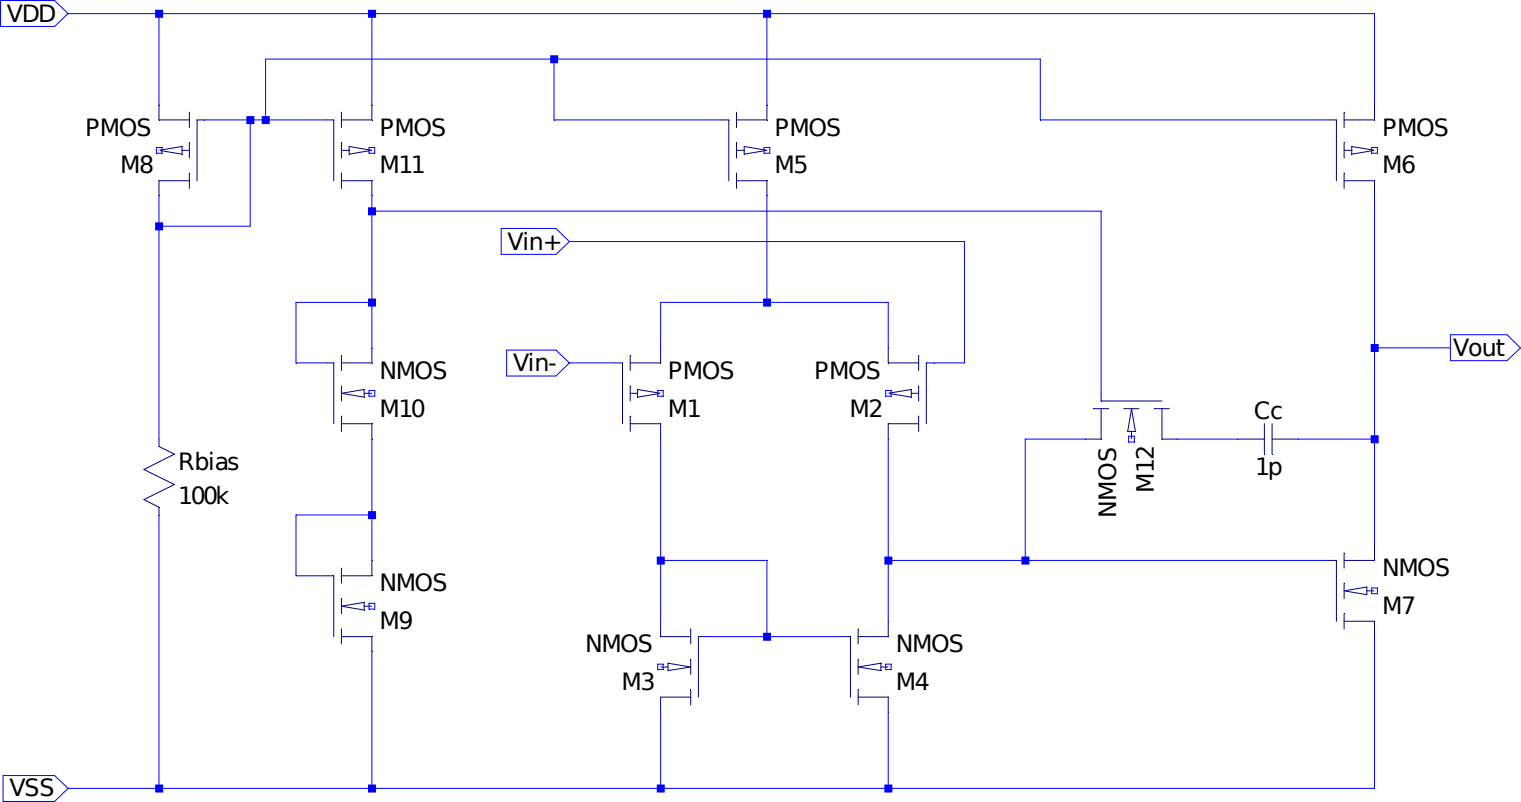 VDD
PMOS
M8
PMOS
M11
PMOS
M5
PMOS
M6
Vin+
Vin-
PMOS
M1
PMOS
M2
Vout
NMOS
M10
Rbias
100k
NMOS
M12
Cc
1p
NMOS
M9
NMOS
M3
NMOS
M4
NMOS
M7
VSS